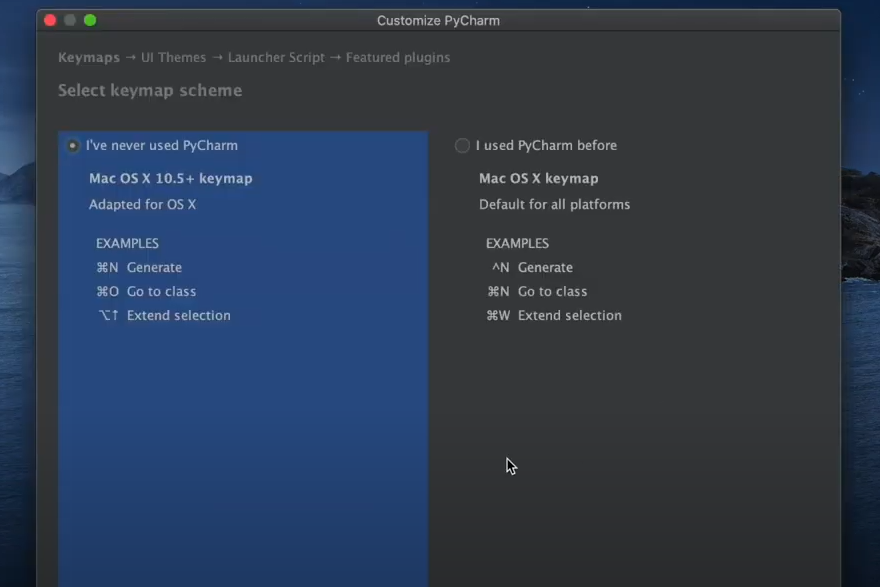 Customize PyCharm
Keymaps → UI Themes → Launcher Script → Featured plugins
Select keymap scheme
I've never used PyCharm
Mac OS X 10.5+ keymap
Adapted for OS X
EXAMPLES
⌘N Generate
⌘O Go to class
⌥↑ Extend selection
I used PyCharm before
Mac OS X keymap
Default for all platforms
EXAMPLES
^N Generate
⌘N Go to class
⌘W Extend selection